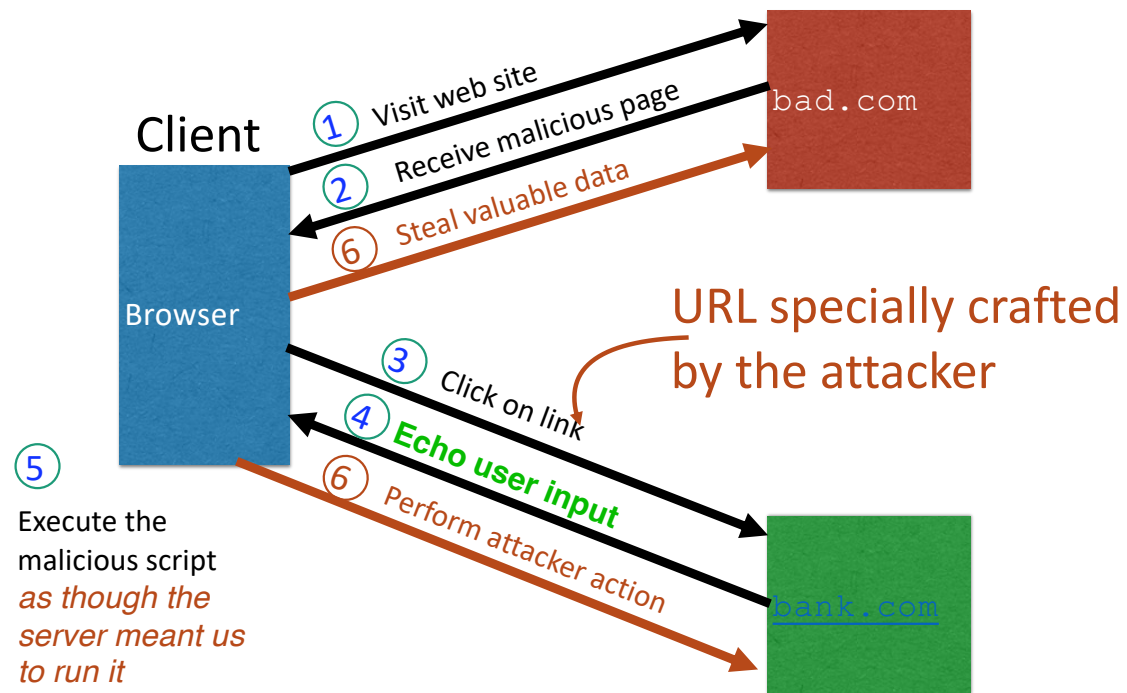 Client
Browser
bad.com
1 Visit web site
2 Receive malicious page
6 Steal valuable data
URL specially crafted
by the attacker
3 Click on link
4 Echo user input
6 Perform attacker action
bank.com
5
Execute the
malicious script
as though the
server meant us
to run it